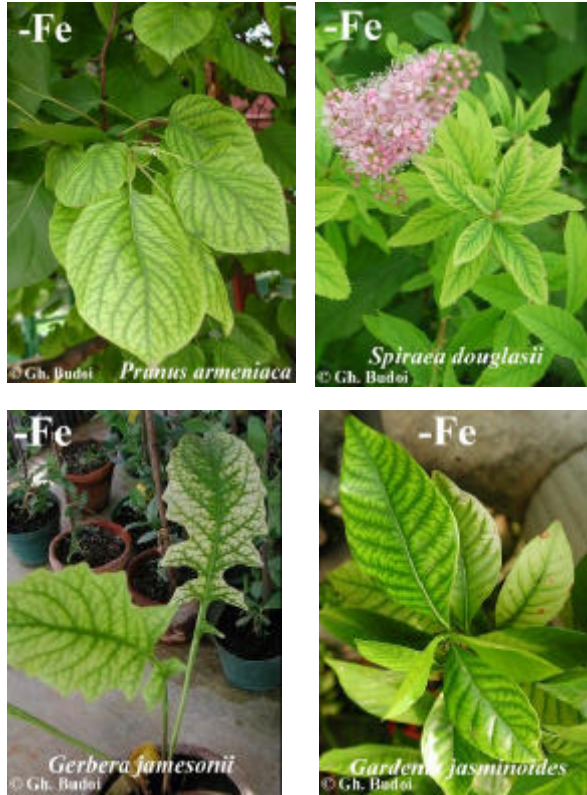 -Fe
Prunus armeniaca
© Gh. Budoi
-Fe
Spiraea douglasii
© Gh. Budoi
-Fe
Gerbera jamesonii
© Gh. Budoi
-Fe
Gardenia jasminoides
© Gh. Budoi